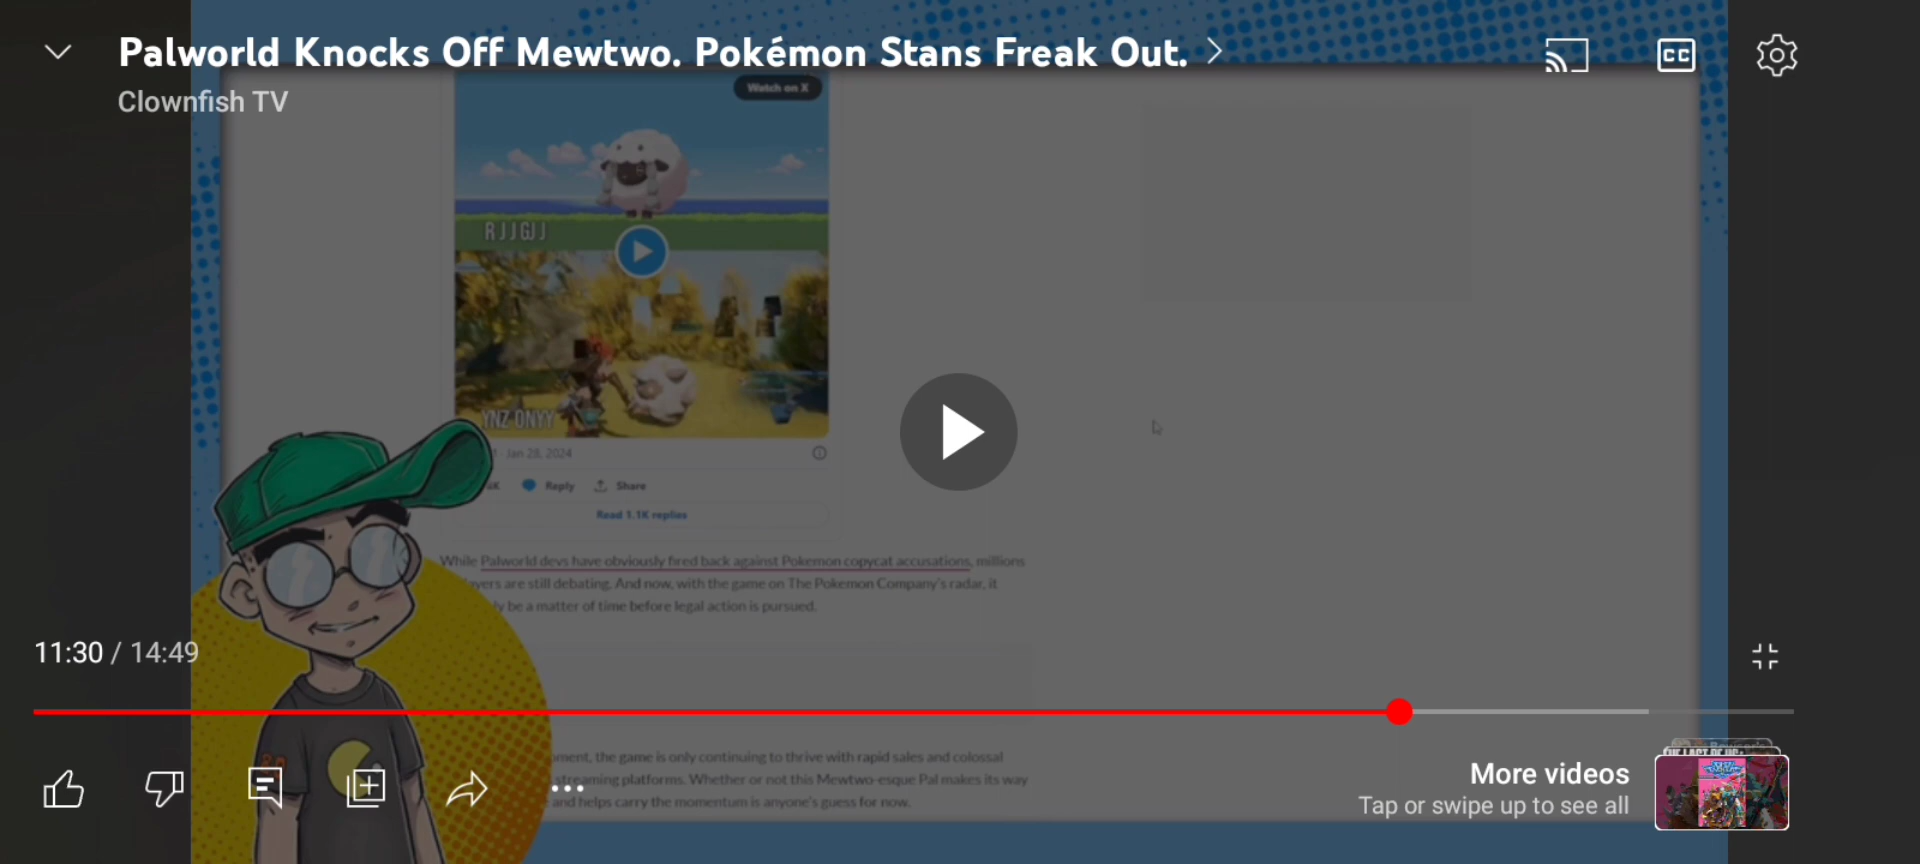 Palworld Knocks Off Mewtwo. Pokémon Stans Freak Out.
Clownfish TV
CC
Watch on X
R J J GJ J
YNZ ONYY
Jan 28, 2024
Reply
Share
Read 1.1K replies
While Palworld devs have obviously fired back against Pokemon copycat accusations, millions
are still debating. And now, with the game on The Pokemon Company's radar, it
be a matter of time before legal action is pursued.
11:30 / 14:49
the game is only continuing to thrive with rapid sales and colossal
streaming platforms. Whether or not this Mewtwo-esque Pal makes its way
and helps carry the momentum is anyone's guess for now.
More videos
Tap or swipe up to see all